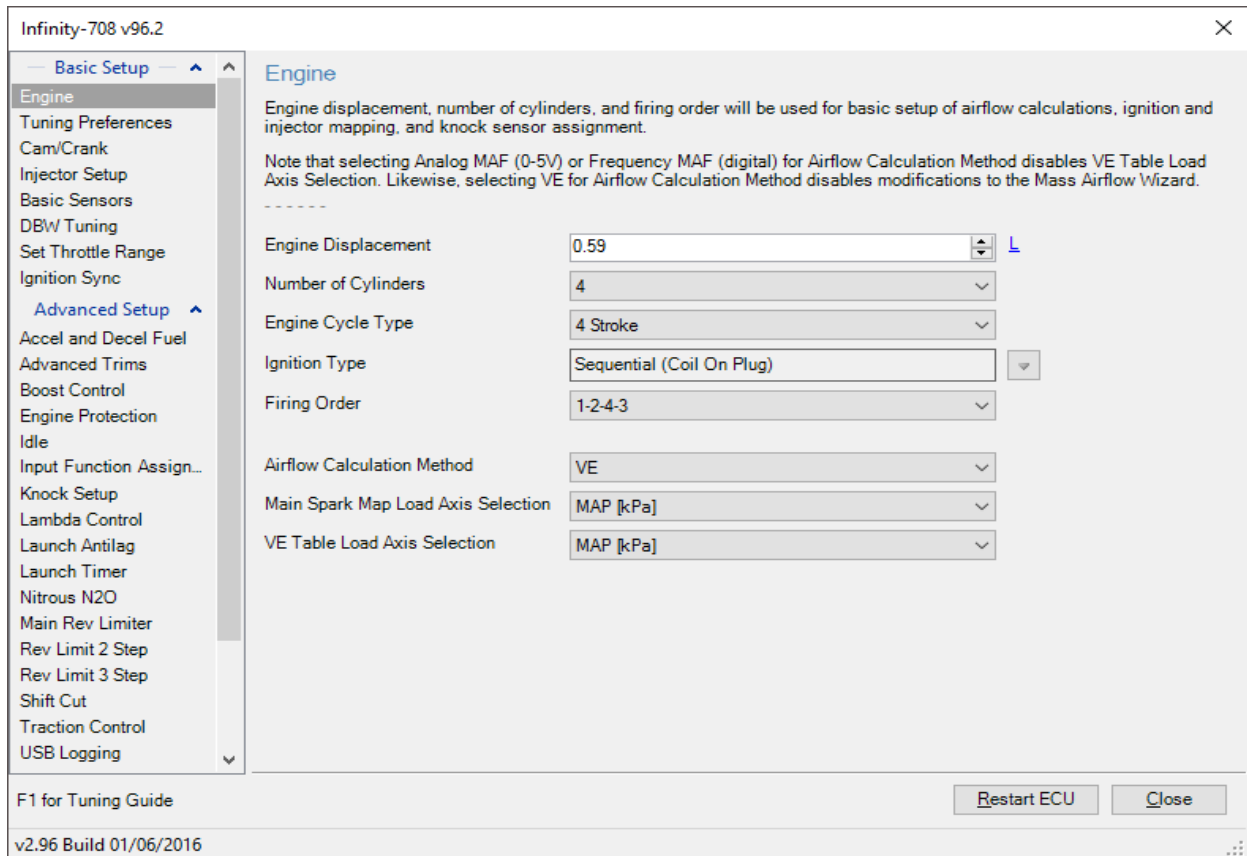 Infinity-708 v96.2
Basic Setup
Engine
Tuning Preferences
Cam/Crank
Injector Setup
Basic Sensors
DBW Tuning
Set Throttle Range
Ignition Sync
Advanced Setup
Accel and Decel Fuel
Advanced Trims
Boost Control
Engine Protection
Idle
Input Function Assign...
Knock Setup
Lambda Control
Launch Antilag
Launch Timer
Nitrous N2O
Main Rev Limiter
Rev Limit 2 Step
Rev Limit 3 Step
Shift Cut
Traction Control
USB Logging
Engine
Engine displacement, number of cylinders, and firing order will be used for basic setup of airflow calculations, ignition and
injector mapping, and knock sensor assignment.
Note that selecting Analog MAF (0-5V) or Frequency MAF (digital) for Airflow Calculation Method disables VE Table Load
Axis Selection. Likewise, selecting VE for Airflow Calculation Method disables modifications to the Mass Airflow Wizard.
- - - - - -
Engine Displacement 0.59 L
Number of Cylinders 4
Engine Cycle Type 4 Stroke
Ignition Type Sequential (Coil On Plug)
Firing Order 1-2-4-3
Airflow Calculation Method VE
Main Spark Map Load Axis Selection MAP [kPa]
VE Table Load Axis Selection MAP [kPa]
F1 for Tuning Guide
Restart ECU Close
v2.96 Build 01/06/2016